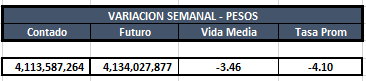 VARIACION SEMANAL - PESOS
Contado Futuro Vida Media Tasa Prom
4,113,587,264 4,134,027,877 -3.46 -4.10